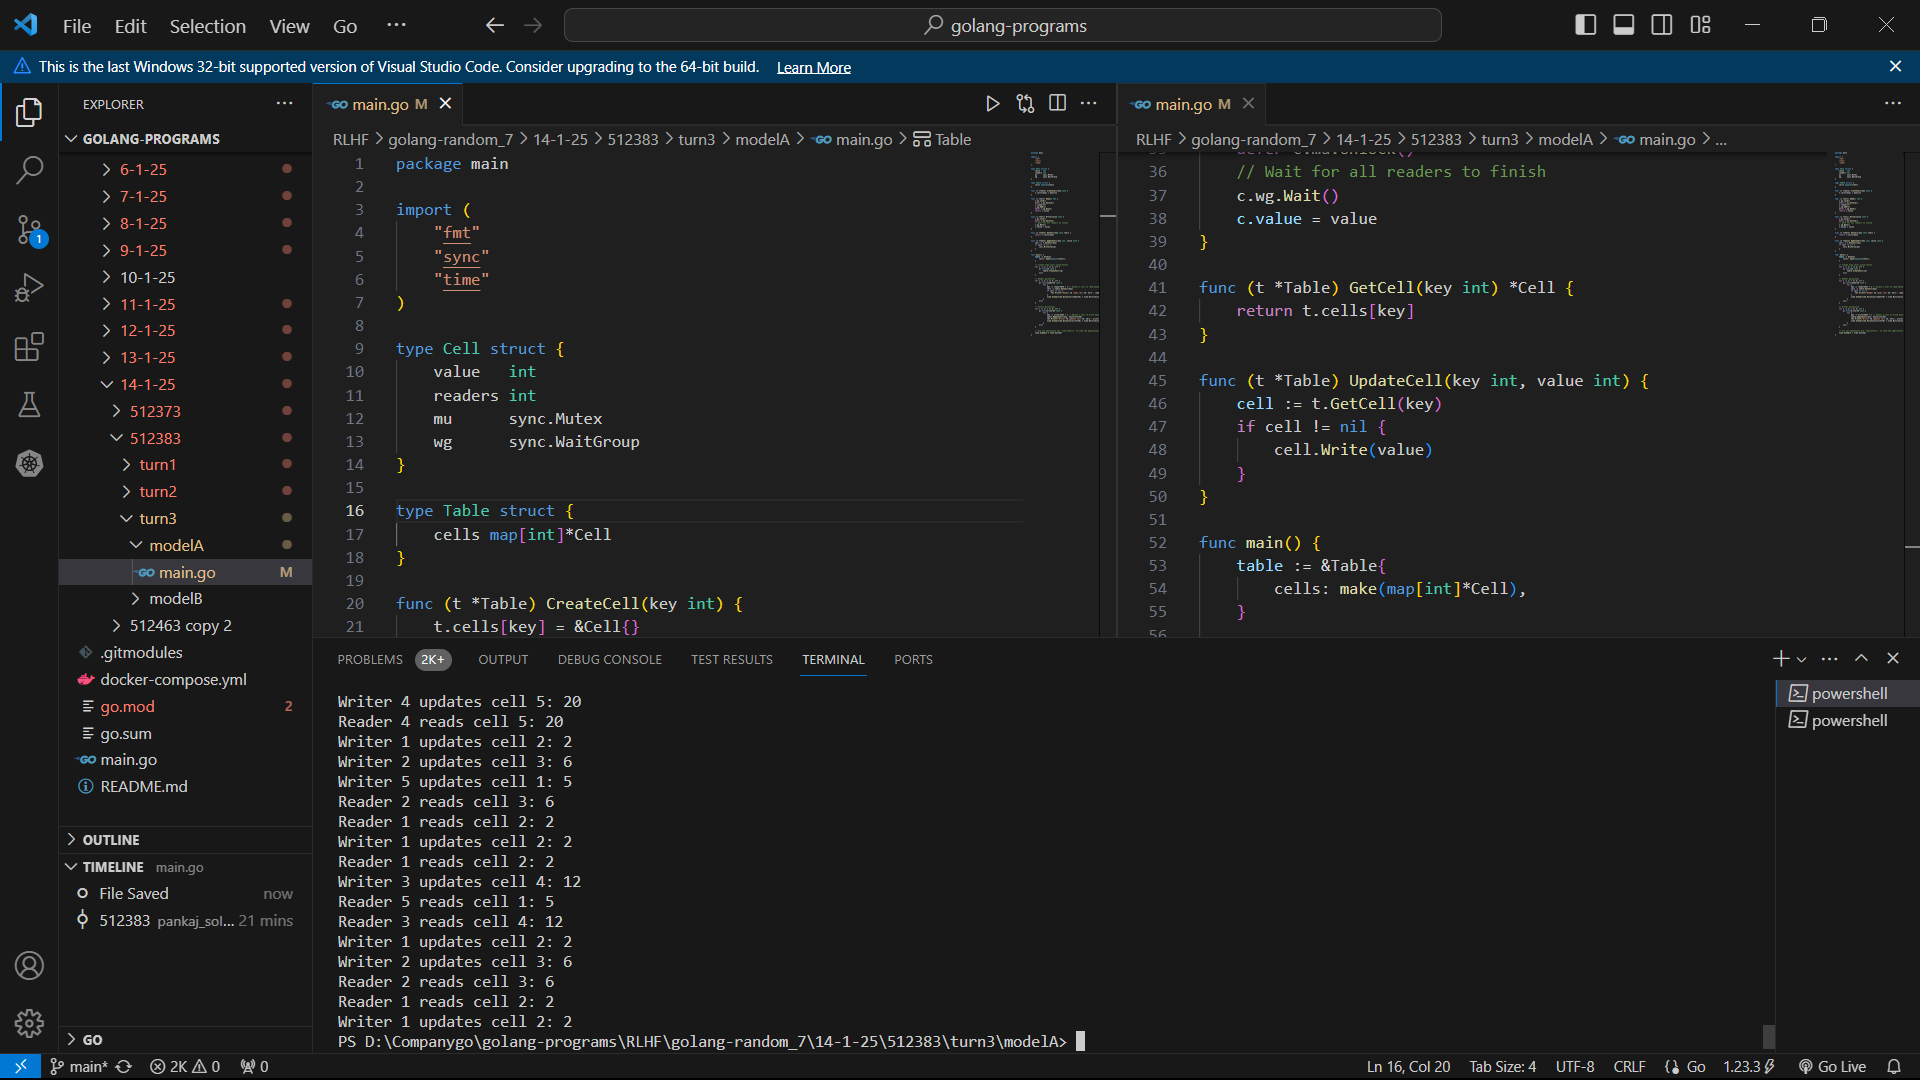 File Edit Selection View Go ···
golang-programs
This is the last Windows 32-bit supported version of Visual Studio Code. Consider upgrading to the 64-bit build. Learn More
EXPLORER ···
GOLANG-PROGRAMS
6-1-25
7-1-25
8-1-25
9-1-25
10-1-25
11-1-25
12-1-25
13-1-25
14-1-25
512373
512383
turn1
turn2
turn3
modelA
main.go M
modelB
512463 copy 2
.gitmodules
docker-compose.yml
go.mod 2
go.sum
main.go
README.md
OUTLINE
TIMELINE main.go
File Saved now
512383 pankaj_sol... 21 mins
GO
1
main.go M
RLHF > golang-random_7 > 14-1-25 > 512383 > turn3 > modelA > main.go > Table
1 package main
2
3 import (
4 "fmt"
5 "sync"
6 "time"
7 )
8
9 type Cell struct {
10 value int
11 readers int
12 mu sync.Mutex
13 wg sync.WaitGroup
14 }
15
16 type Table struct {
17 cells map[int]*Cell
18 }
19
20 func (t *Table) CreateCell(key int) {
21 t.cells[key] = &Cell{}
main.go M
RLHF > golang-random_7 > 14-1-25 > 512383 > turn3 > modelA > main.go > ...
36 // Wait for all readers to finish
37 c.wg.Wait()
38 c.value = value
39 }
40
41 func (t *Table) GetCell(key int) *Cell {
42 return t.cells[key]
43 }
44
45 func (t *Table) UpdateCell(key int, value int) {
46 cell := t.GetCell(key)
47 if cell != nil {
48 cell.Write(value)
49 }
50 }
51
52 func main() {
53 table := &Table{
54 cells: make(map[int]*Cell),
55 }
56
PROBLEMS 2K+ OUTPUT DEBUG CONSOLE TEST RESULTS TERMINAL PORTS
Writer 4 updates cell 5: 20
Reader 4 reads cell 5: 20
Writer 1 updates cell 2: 2
Writer 2 updates cell 3: 6
Writer 5 updates cell 1: 5
Reader 2 reads cell 3: 6
Reader 1 reads cell 2: 2
Writer 1 updates cell 2: 2
Reader 1 reads cell 2: 2
Writer 3 updates cell 4: 12
Reader 5 reads cell 1: 5
Reader 3 reads cell 4: 12
Writer 1 updates cell 2: 2
Writer 2 updates cell 3: 6
Reader 2 reads cell 3: 6
Reader 1 reads cell 2: 2
Writer 1 updates cell 2: 2
PS D:\Companygo\golang-programs\RLHF\golang-random_7\14-1-25\512383\turn3\modelA>
powershell
powershell
main* 2K 0 0 Ln 16, Col 20 Tab Size: 4 UTF-8 CRLF Go 1.23.3 Go Live